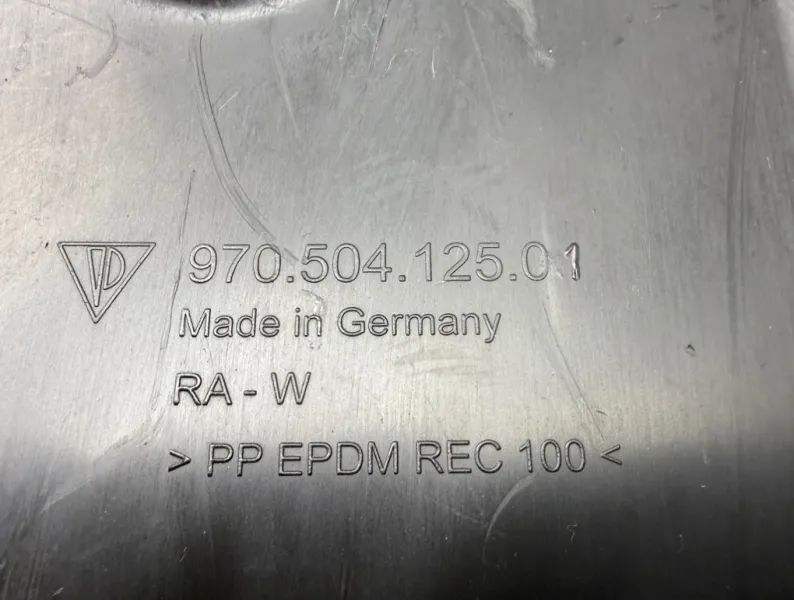 970.504.125.01
Made in Germany
RA - W
> PP EPDM REC 100 <